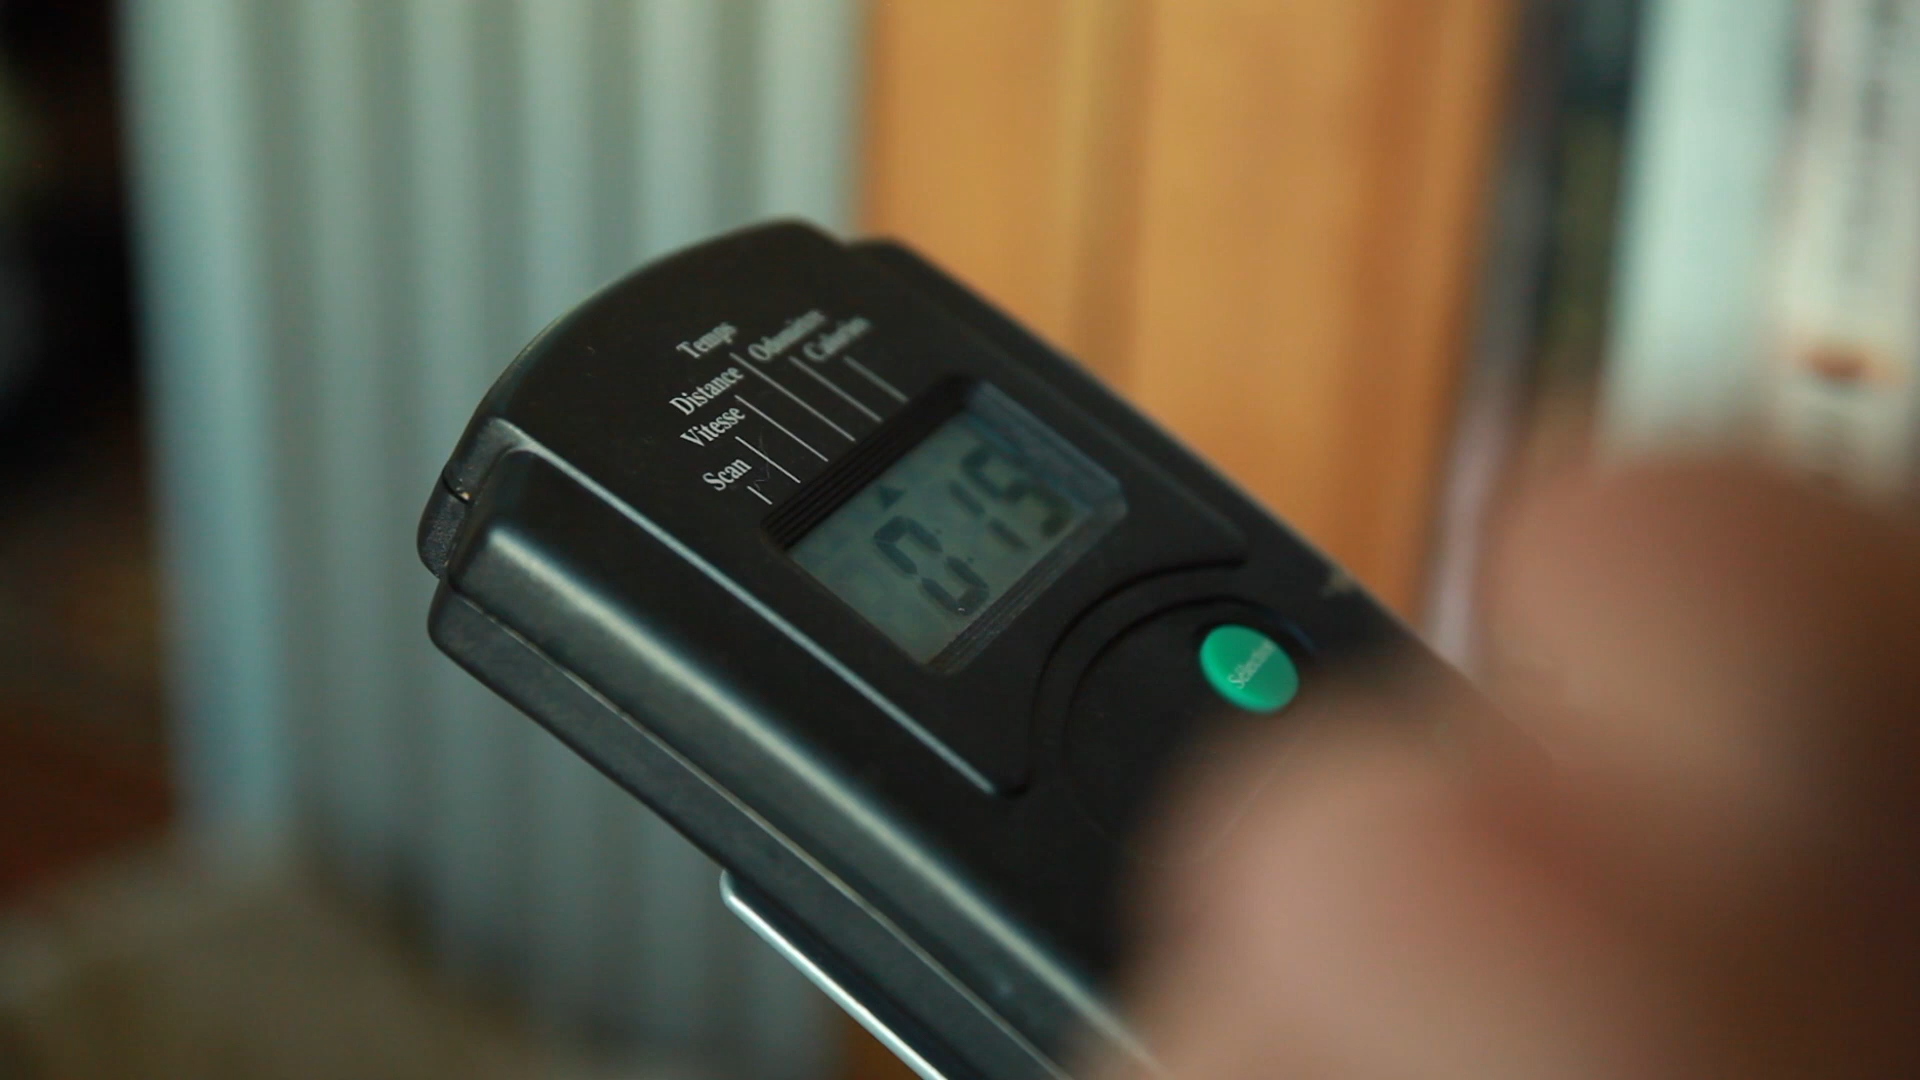 Temps
Odomètre
Calories
Distance
Vitesse
Scan
0.15
Sélection